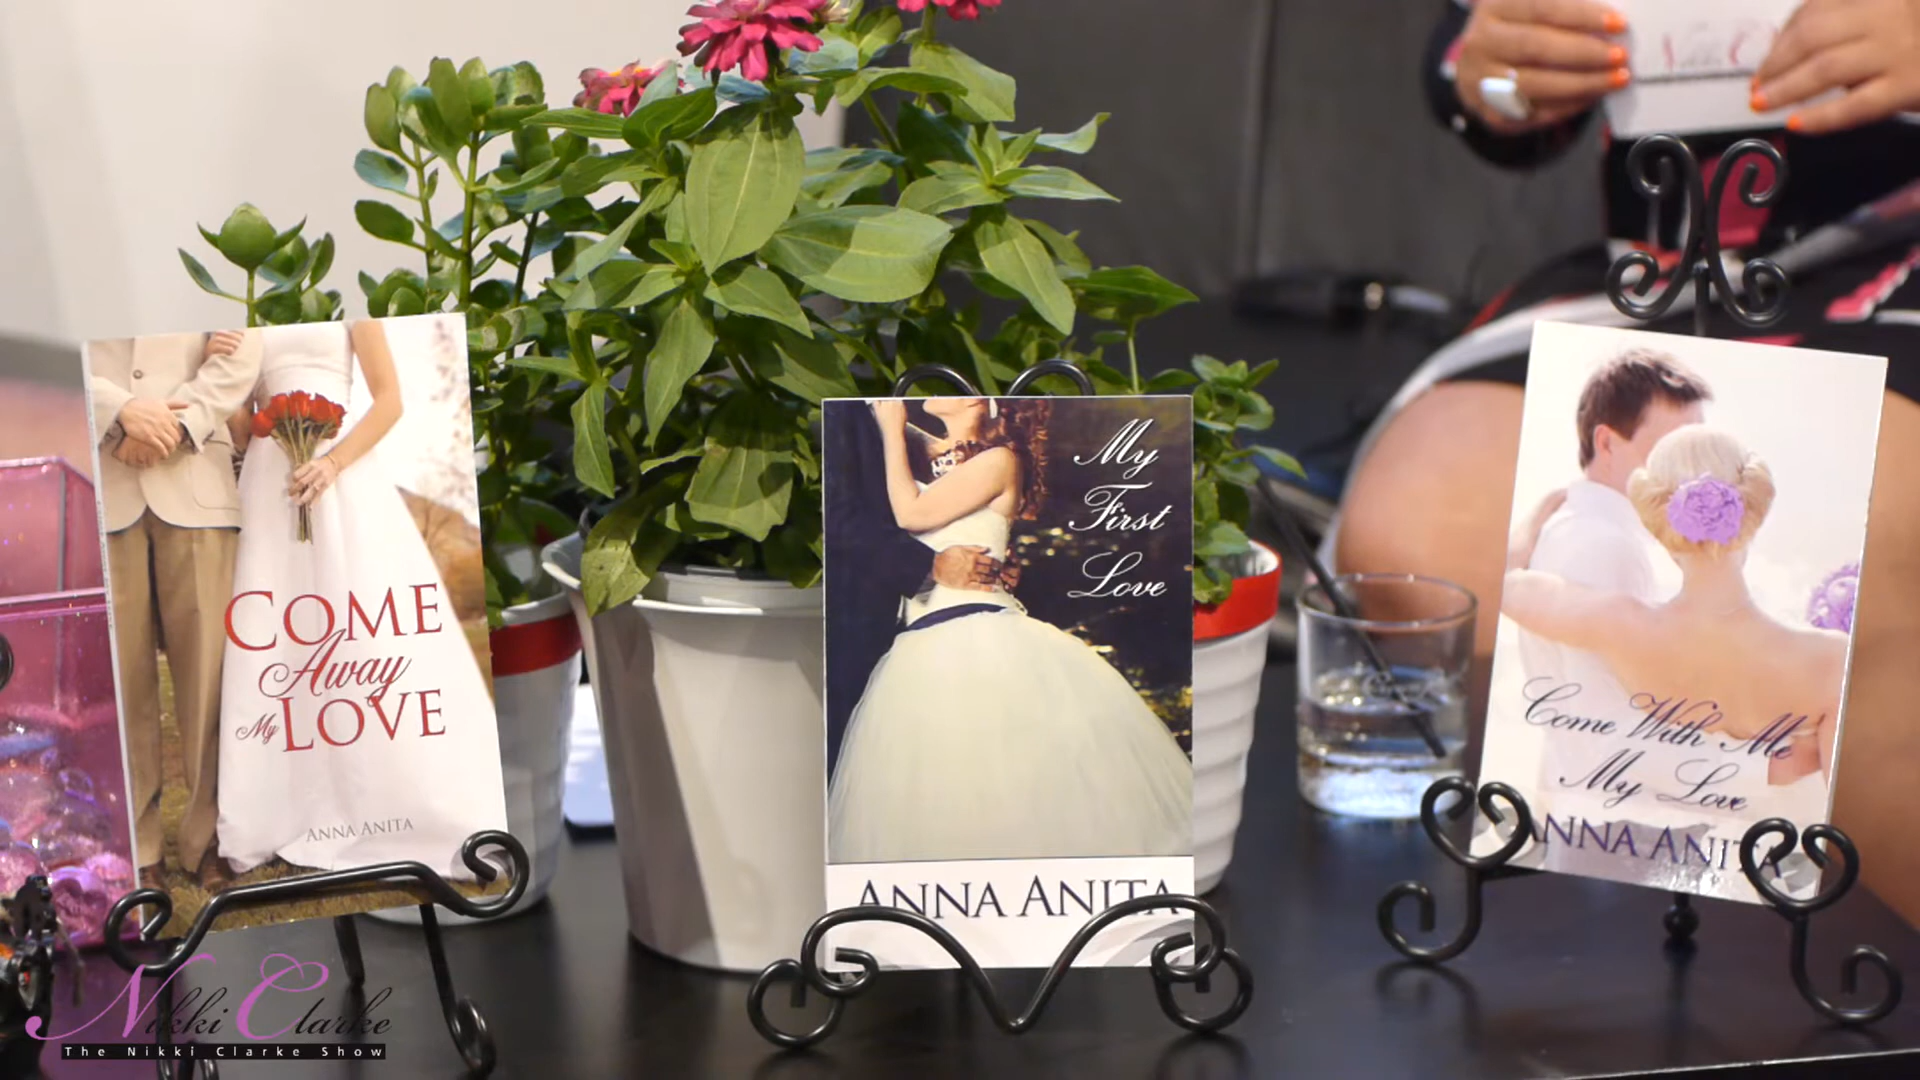 COME
Away
My LOVE
ANNA ANITA
My
First
Love
ANNA ANITA
Come With Me
My Love
ANNA ANITA
Nikki Clarke
The Nikki Clarke Show